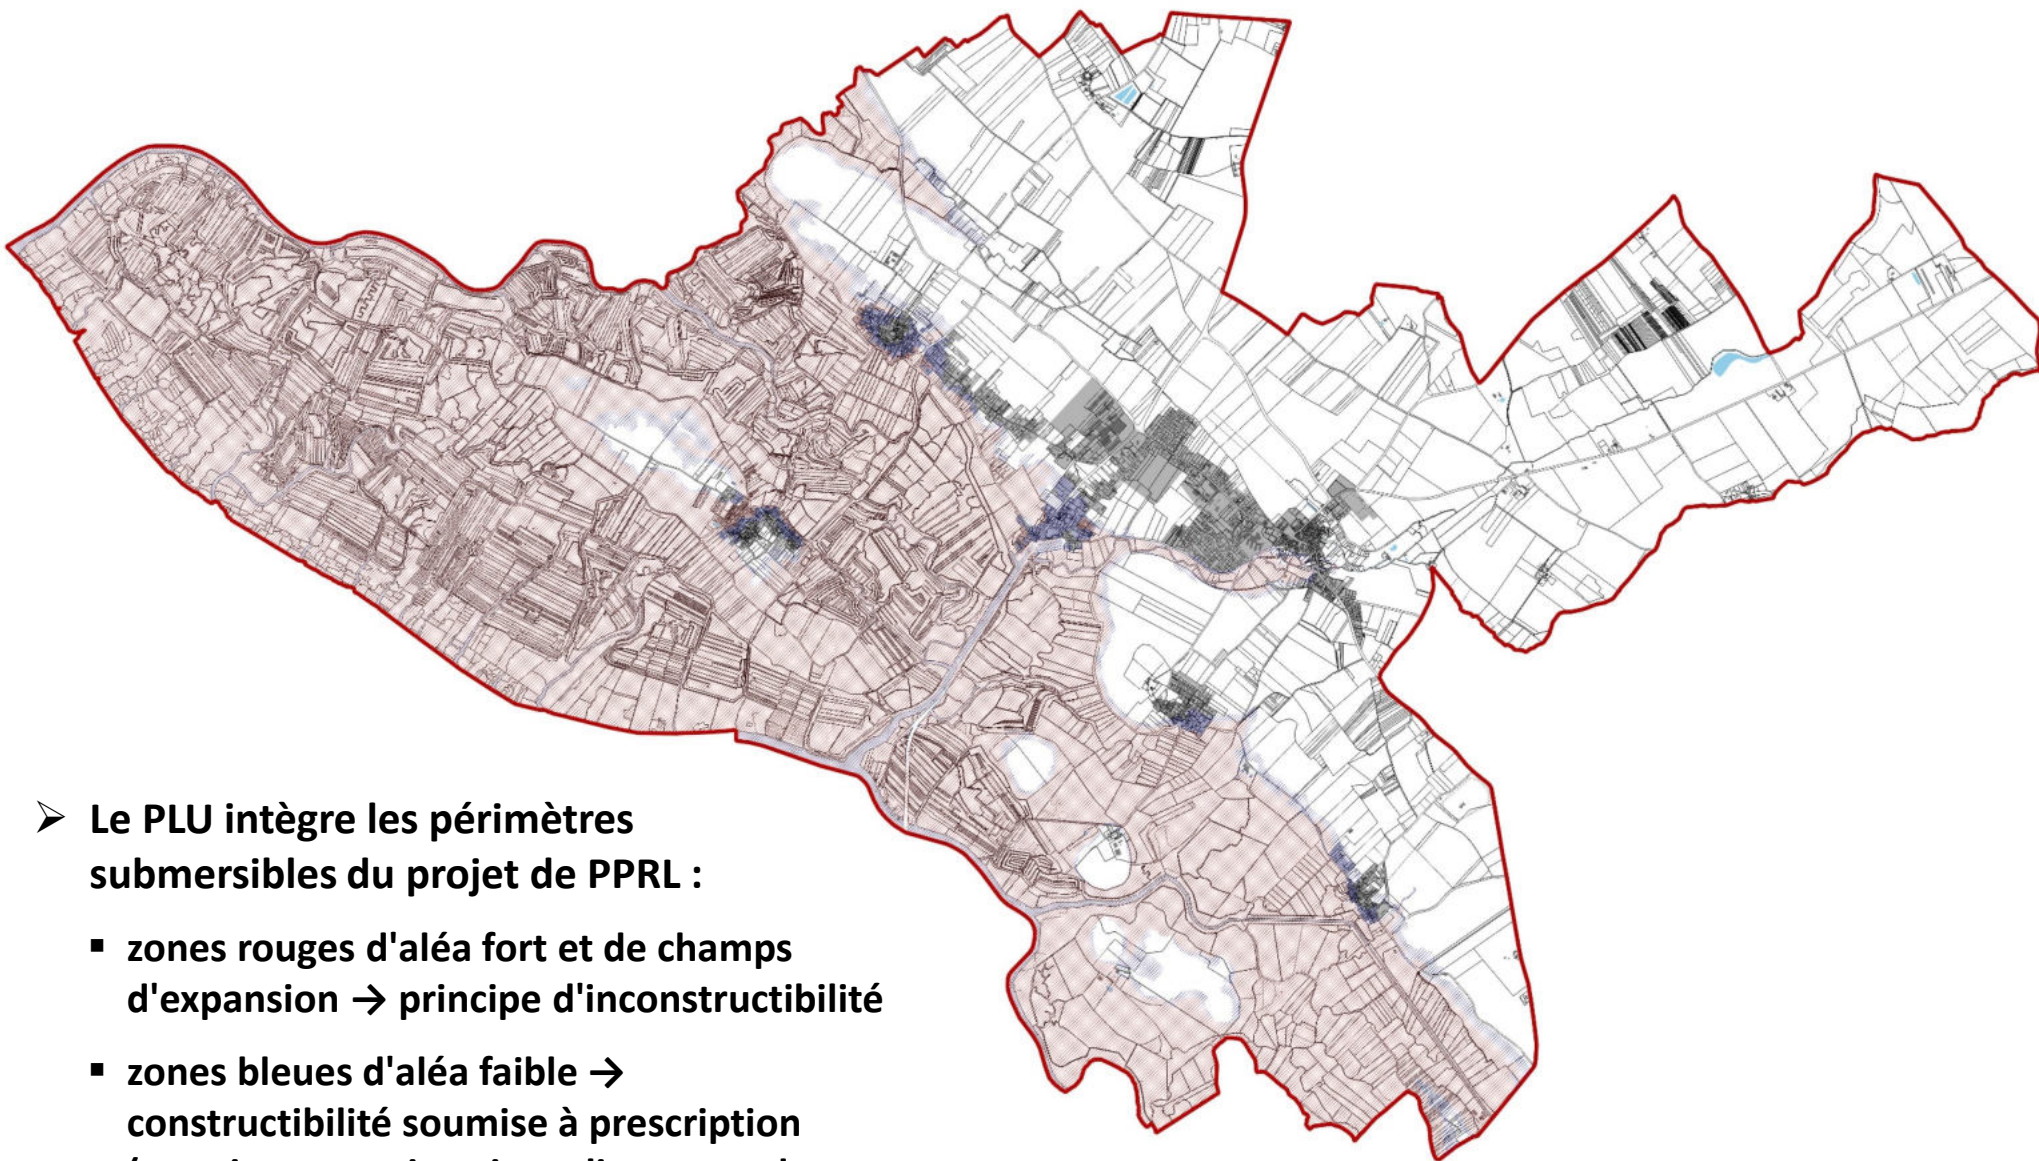 ➢ Le PLU intègre les périmètres
submersibles du projet de PPRL :
▪ zones rouges d'aléa fort et de champs
d'expansion → principe d'inconstructibilité
▪ zones bleues d'aléa faible →
constructibilité soumise à prescription